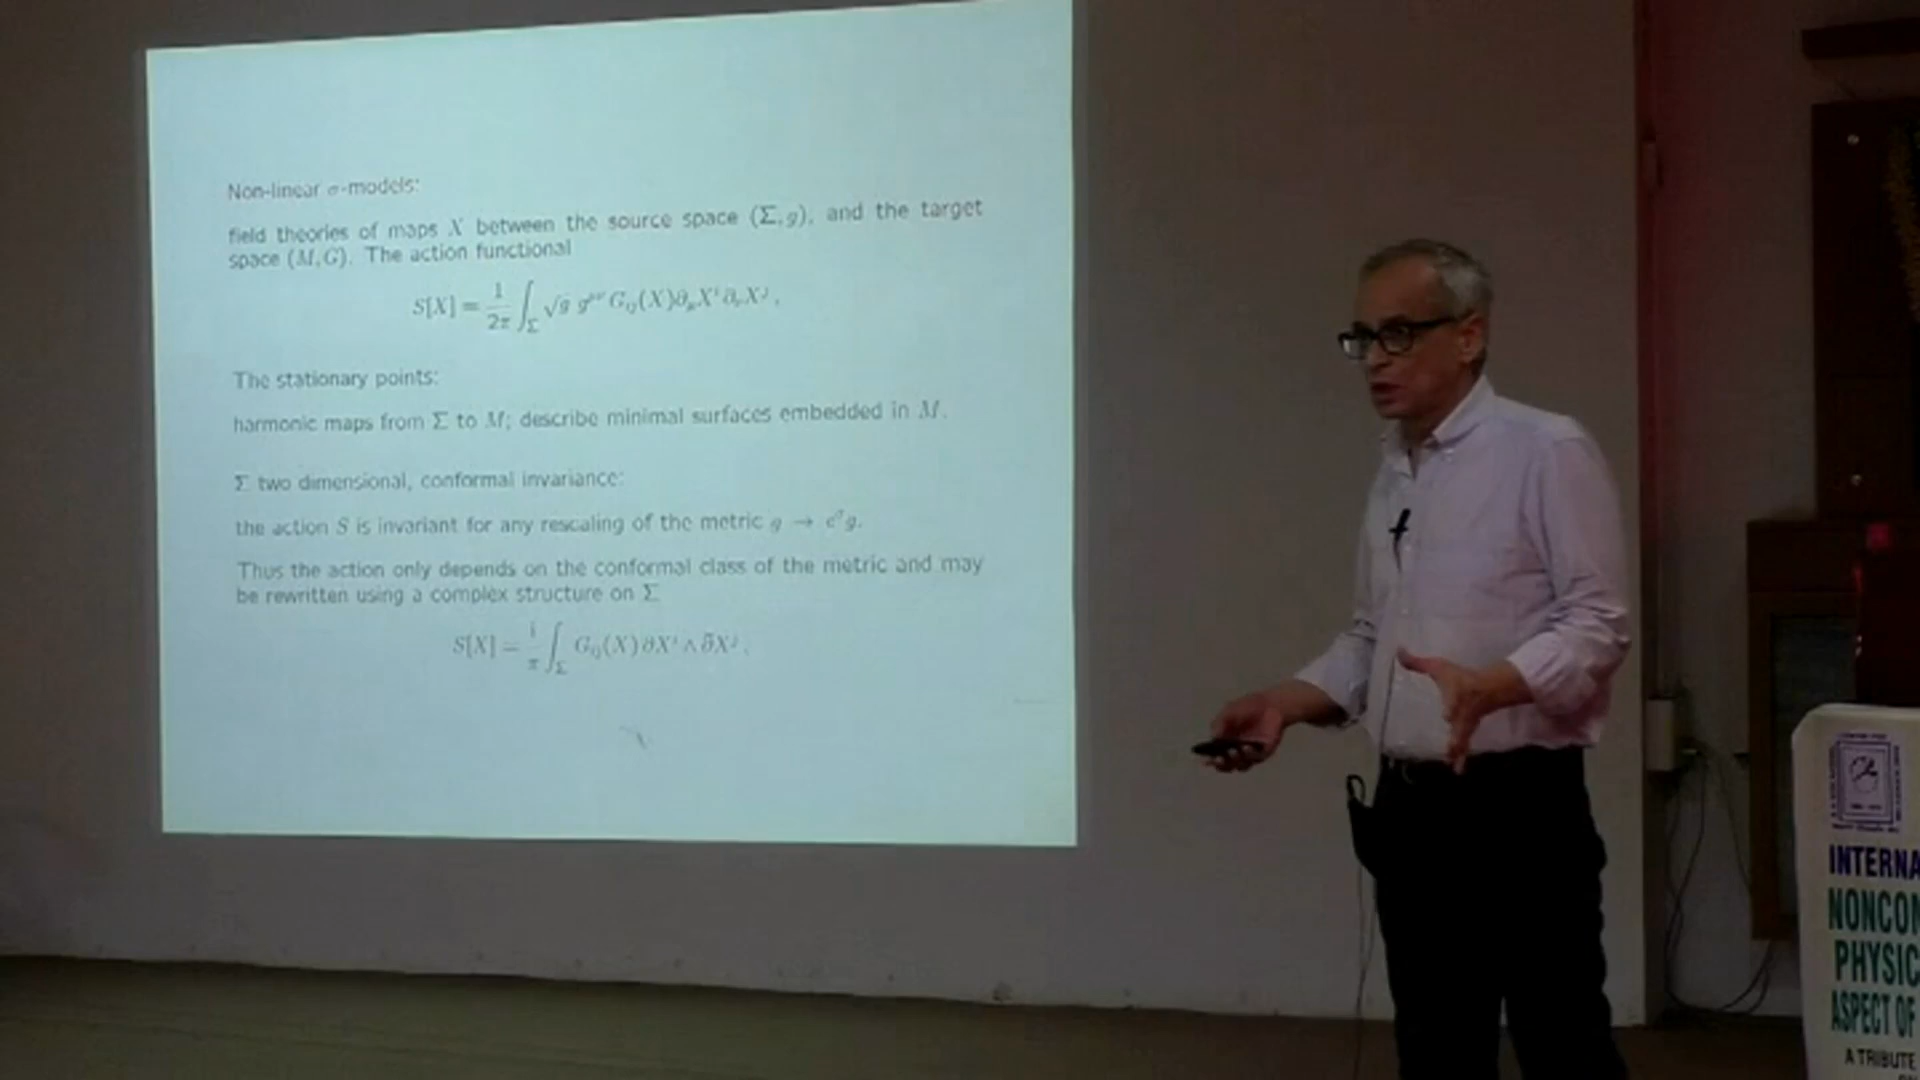 Non-linear σ-models:
field theories of maps X between the source space (Σ,g), and the target
space (M,G). The action functional
S[X] = 1/2π ∫_Σ √g g^{μν} G_{ij}(X)∂_μX^i ∂_νX^j .
The stationary points:
harmonic maps from Σ to M; describe minimal surfaces embedded in M.
Σ two dimensional, conformal invariance:
the action S is invariant for any rescaling of the metric g → e^σ g.
Thus the action only depends on the conformal class of the metric and may
be rewritten using a complex structure on Σ
S[X] = i/π ∫_Σ G_{ij}(X) ∂X^i ∧ ∂̄X^j .
INTERNA
NONCOM
PHYSIC
ASPECT OF
A TRIBUTE